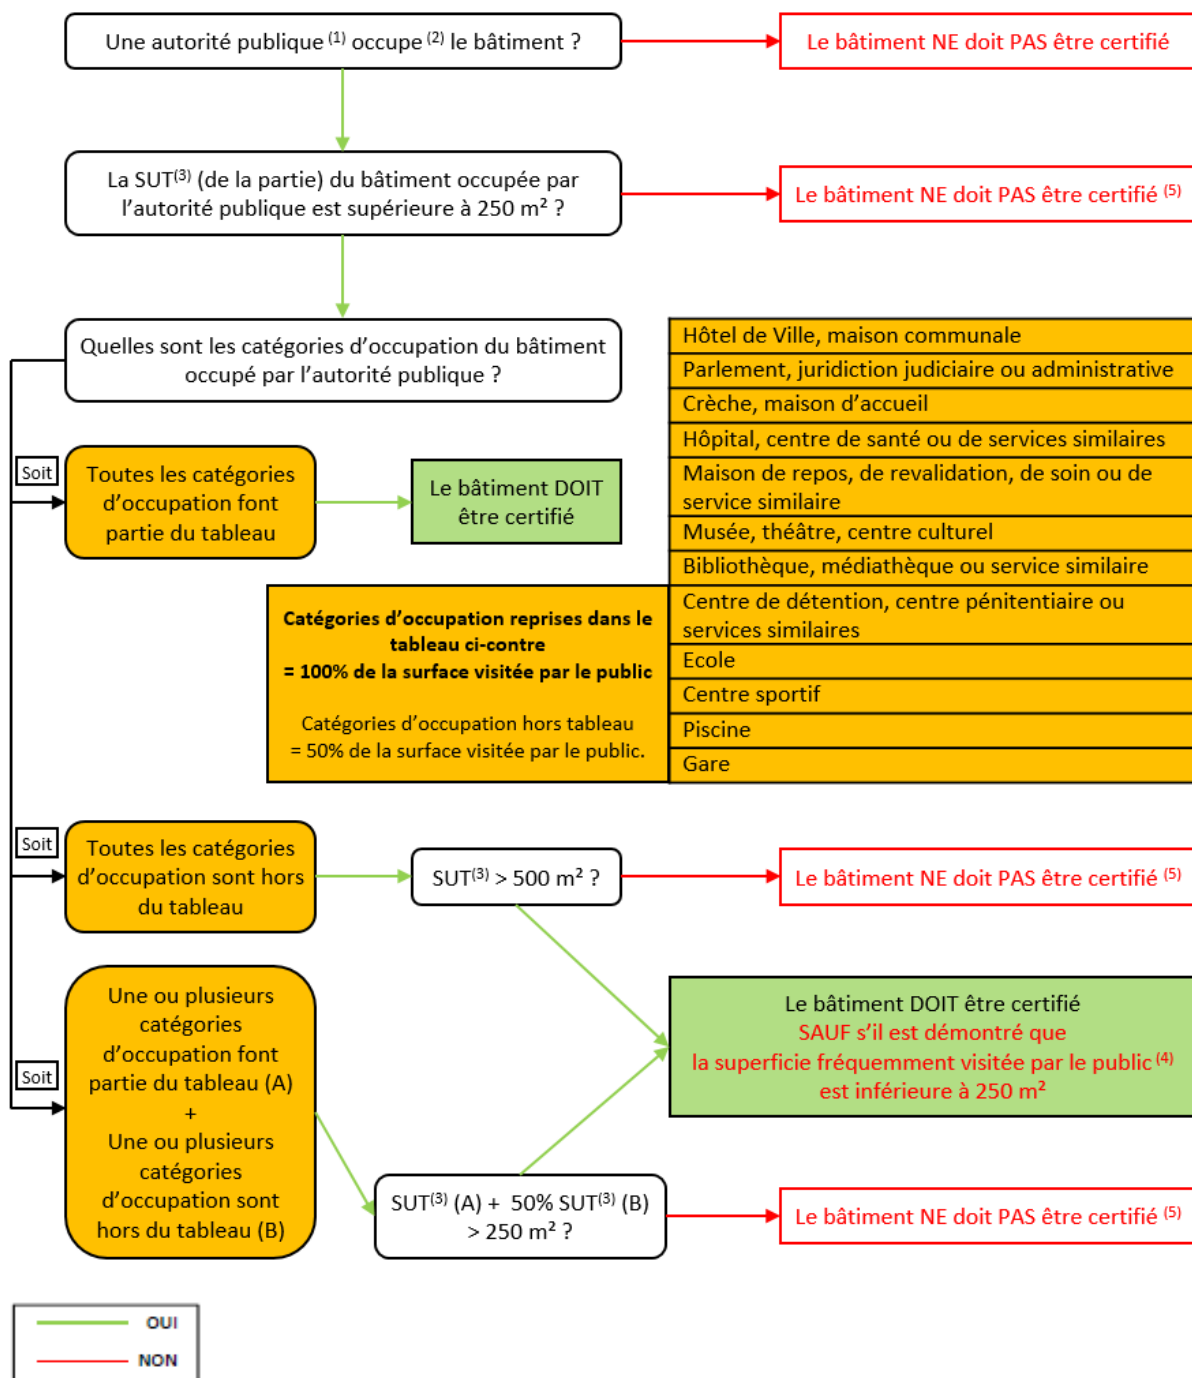 Une autorité publique (1) occupe (2) le bâtiment ?
Le bâtiment NE doit PAS être certifié
La SUT(3) (de la partie) du bâtiment occupée par
l’autorité publique est supérieure à 250 m² ?
Le bâtiment NE doit PAS être certifié (5)
Quelles sont les catégories d’occupation du bâtiment
occupé par l’autorité publique ?
Hôtel de Ville, maison communale
Parlement, juridiction judiciaire ou administrative
Crèche, maison d’accueil
Hôpital, centre de santé ou de services similaires
Maison de repos, de revalidation, de soin ou de
service similaire
Musée, théâtre, centre culturel
Bibliothèque, médiathèque ou service similaire
Centre de détention, centre pénitentiaire ou
services similaires
Ecole
Centre sportif
Piscine
Gare
Soit
Toutes les catégories
d’occupation font
partie du tableau
Le bâtiment DOIT
être certifié
Catégories d’occupation reprises dans le
tableau ci-contre
= 100% de la surface visitée par le public
Catégories d’occupation hors tableau
= 50% de la surface visitée par le public.
Soit
Toutes les catégories
d’occupation sont hors
du tableau
SUT(3) > 500 m² ?
Le bâtiment NE doit PAS être certifié (5)
Le bâtiment DOIT être certifié
SAUF s’il est démontré que
la superficie fréquemment visitée par le public (4)
est inférieure à 250 m²
Soit
Une ou plusieurs
catégories
d’occupation font
partie du tableau (A)
+
Une ou plusieurs
catégories
d’occupation sont
hors du tableau (B)
SUT(3) (A) + 50% SUT(3) (B)
> 250 m² ?
Le bâtiment NE doit PAS être certifié (5)
OUI
NON